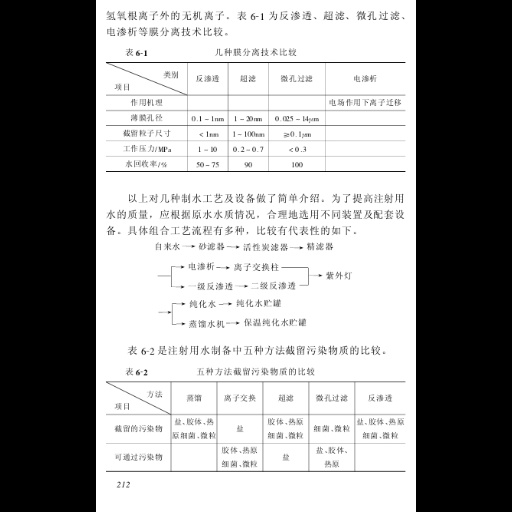 氢氧根离子外的无机离子。表 6-1 为反渗透、超滤、微孔过滤、
电渗析等膜分离技术比较。
表 6-1 几种膜分离技术比较
类别 反渗透 超滤 微孔过滤 电渗析
项目
作用机理 电场作用下离子迁移
薄膜孔径 0.1－1nm 1－20nm 0.025－14μm
截留粒子尺寸 <1nm 1－100nm ≥0.1μm
工作压力/MPa 1－10 0.2－0.7 <0.3
水回收率/% 50－75 90 100
以上对几种制水工艺及设备做了简单介绍。为了提高注射用
水的质量，应根据原水水质情况，合理地选用不同装置及配套设
备。具体组合工艺流程有多种，比较有代表性的如下。
自来水→砂滤器→活性炭滤器→精滤器
→电渗析→离子交换柱
→紫外灯
→一级反渗透→二级反渗透
→纯化水→纯化水贮罐
→蒸馏水机→保温纯化水贮罐
表 6-2 是注射用水制备中五种方法截留污染物质的比较。
表 6-2 五种方法截留污染物质的比较
方法 蒸馏 离子交换 超滤 微孔过滤 反渗透
项目
截留的污染物 盐、胶体、热原细菌、微粒 盐 胶体、热原细菌、微粒 细菌、微粒 盐、胶体、热原细菌、微粒
可通过污染物 胶体、热原细菌、微粒 盐 盐、胶体、热原
212